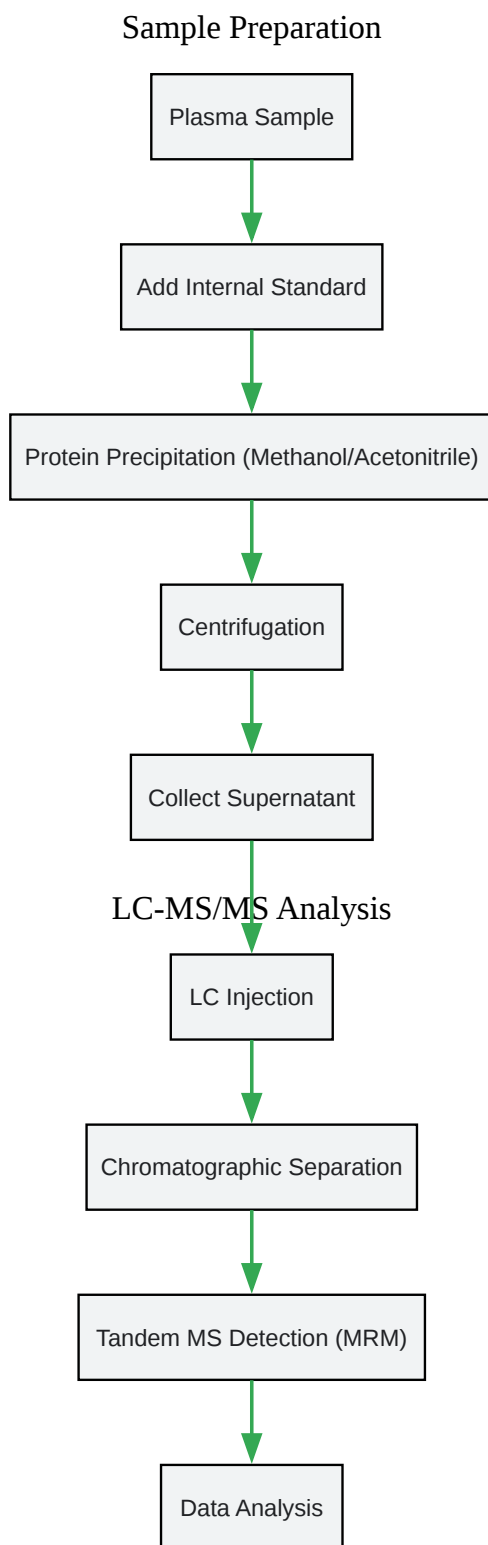 Sample Preparation
Plasma Sample
Add Internal Standard
Protein Precipitation (Methanol/Acetonitrile)
Centrifugation
Collect Supernatant
LC-MS/MS Analysis
LC Injection
Chromatographic Separation
Tandem MS Detection (MRM)
Data Analysis